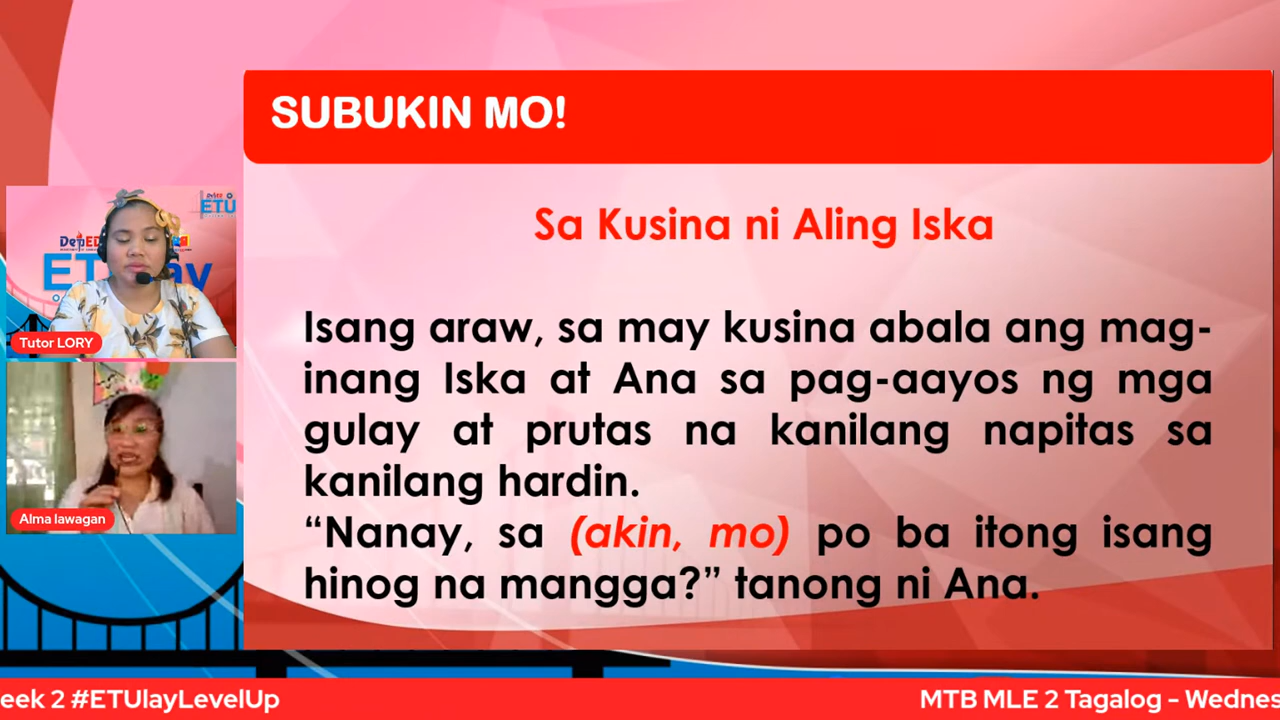 SUBUKIN MO!
Sa Kusina ni Aling Iska
Isang araw, sa may kusina abala ang mag-
inang Iska at Ana sa pag-aayos ng mga
gulay at prutas na kanilang napitas sa
kanilang hardin.
“Nanay, sa (akin, mo) po ba itong isang
hinog na mangga?” tanong ni Ana.
ETU
DepED
Tutor LORY
Alma lawagan
eek 2 #ETUlayLevelUp
MTB MLE 2 Tagalog - Wednes